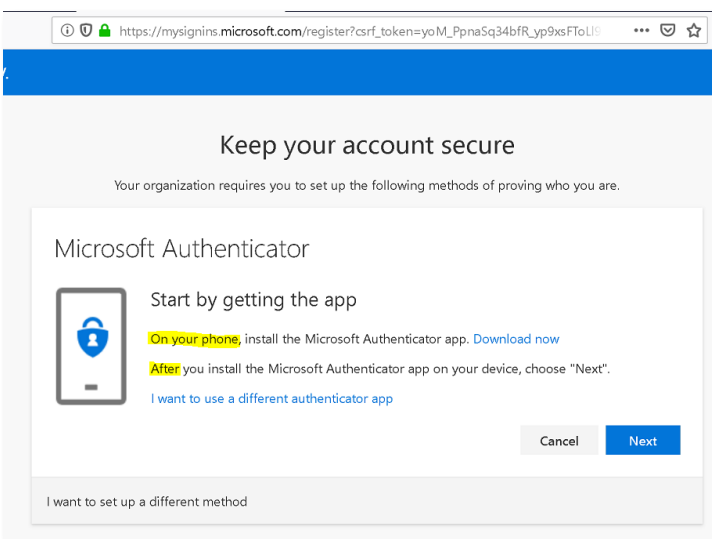 https://mysignins.microsoft.com/register?csrf_token=yoM_PpnaSq34bfR_yp9xsFToLl9
Keep your account secure
Your organization requires you to set up the following methods of proving who you are.
Microsoft Authenticator
Start by getting the app
On your phone, install the Microsoft Authenticator app. Download now
After you install the Microsoft Authenticator app on your device, choose "Next".
I want to use a different authenticator app
Cancel
Next
I want to set up a different method